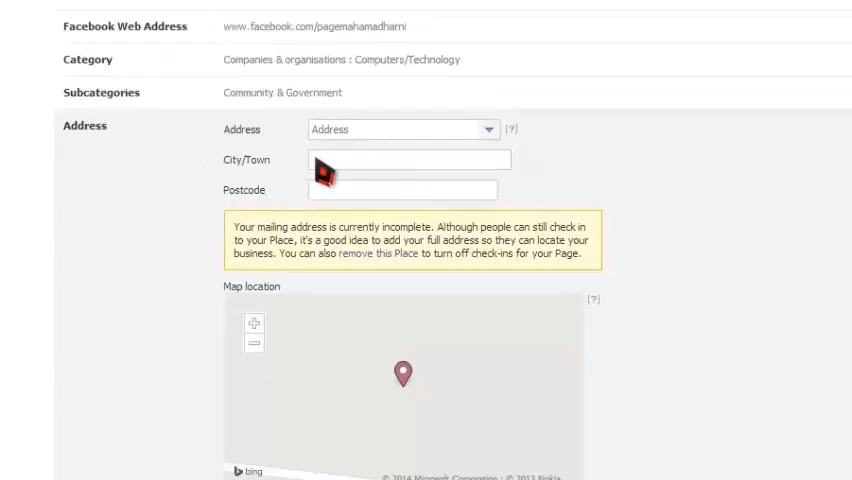 Facebook Web Address www.facebook.com/pagemahamadharni
Category Companies & organisations : Computers/Technology
Subcategories Community & Government
Address Address Address [?]
City/Town
Postcode
Your mailing address is currently incomplete. Although people can still check in
to your Place, it's a good idea to add your full address so they can locate your
business. You can also remove this Place to turn off check-ins for your Page.
Map location [?]
bing © 2014 Microsoft Corporation : © 2013 Nokia